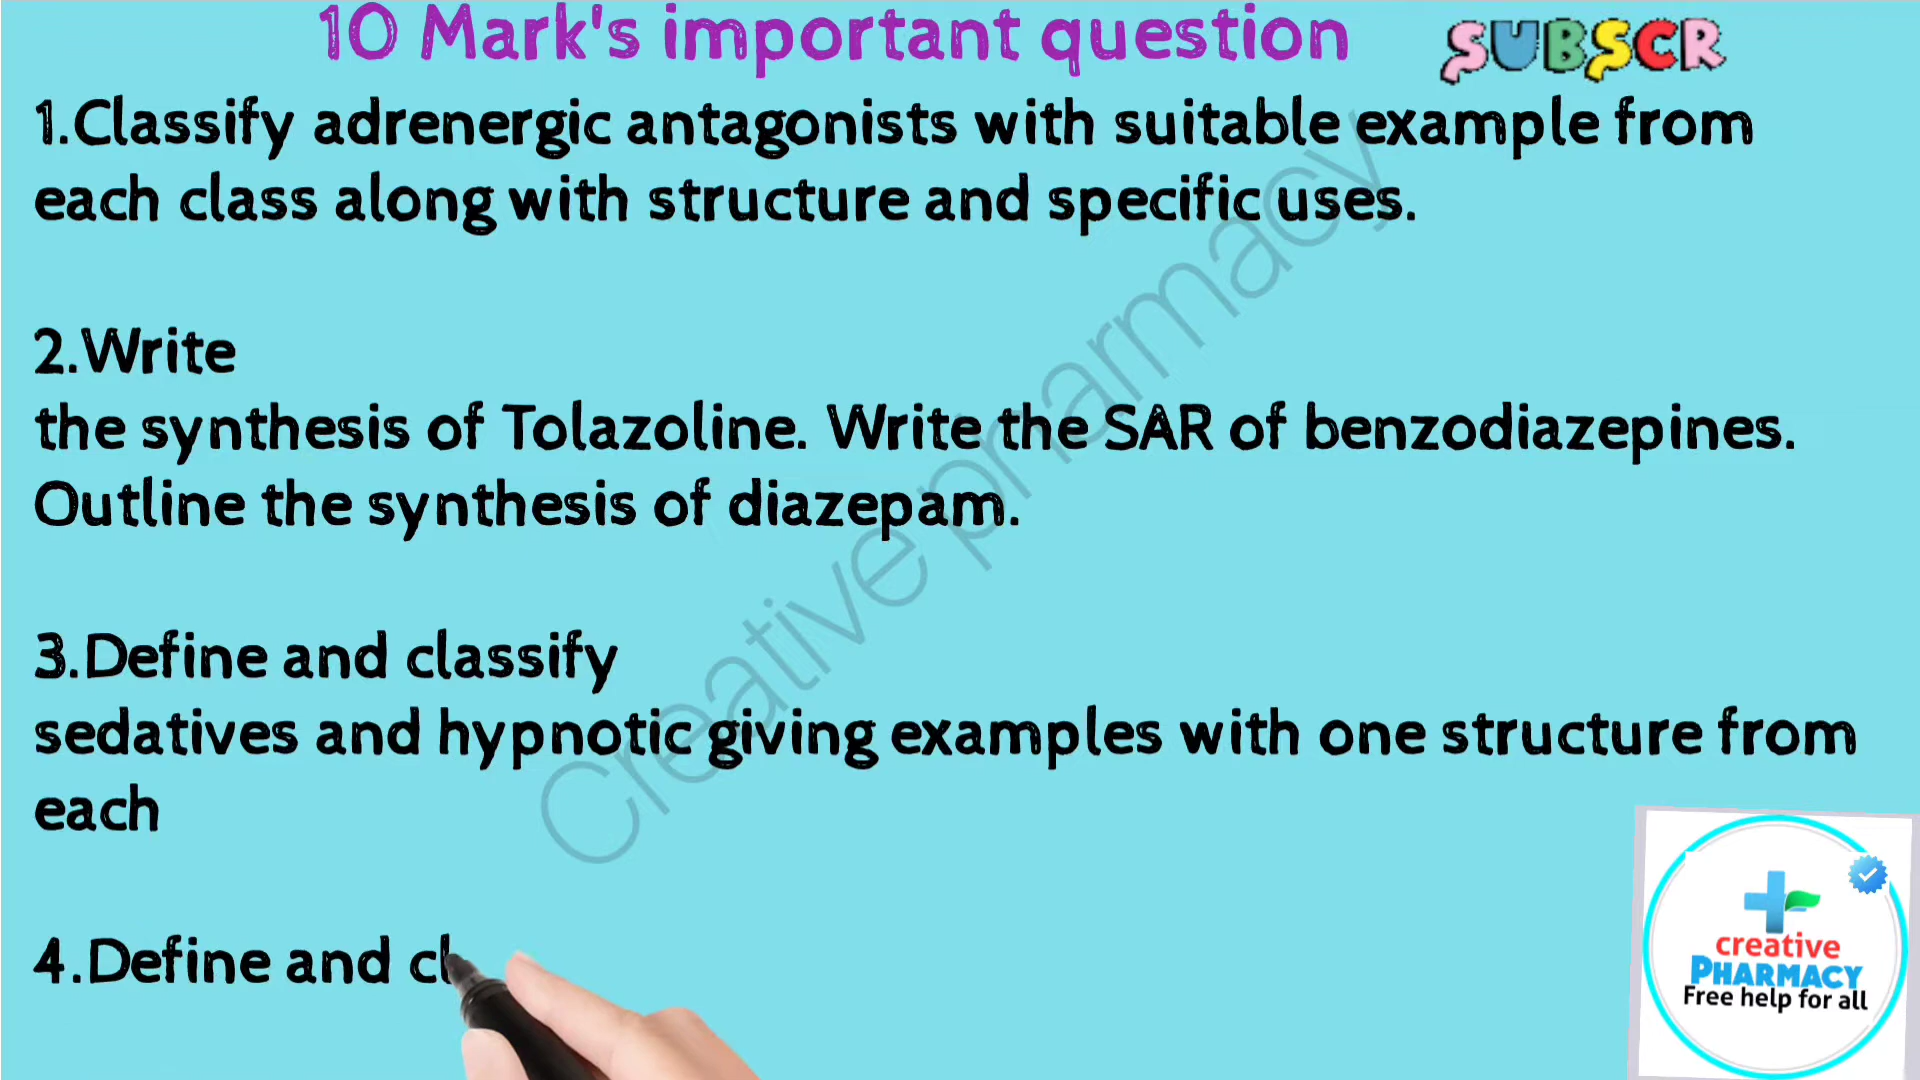 10 Mark's important question
SUBSCR
1.Classify adrenergic antagonists with suitable example from
each class along with structure and specific uses.
2.Write
the synthesis of Tolazoline. Write the SAR of benzodiazepines.
Outline the synthesis of diazepam.
3.Define and classify
sedatives and hypnotic giving examples with one structure from
each
4.Define and cl
Creative pharmacy
creative
PHARMACY
Free help for all